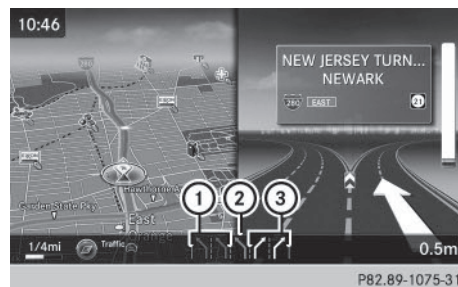 10:46
NEW JERSEY TURN...
NEWARK
280 EAST 21
1 2 3
Garden State Pky
East
Orange
1/4mi Traffic 0.5m
P82.89-1075-31